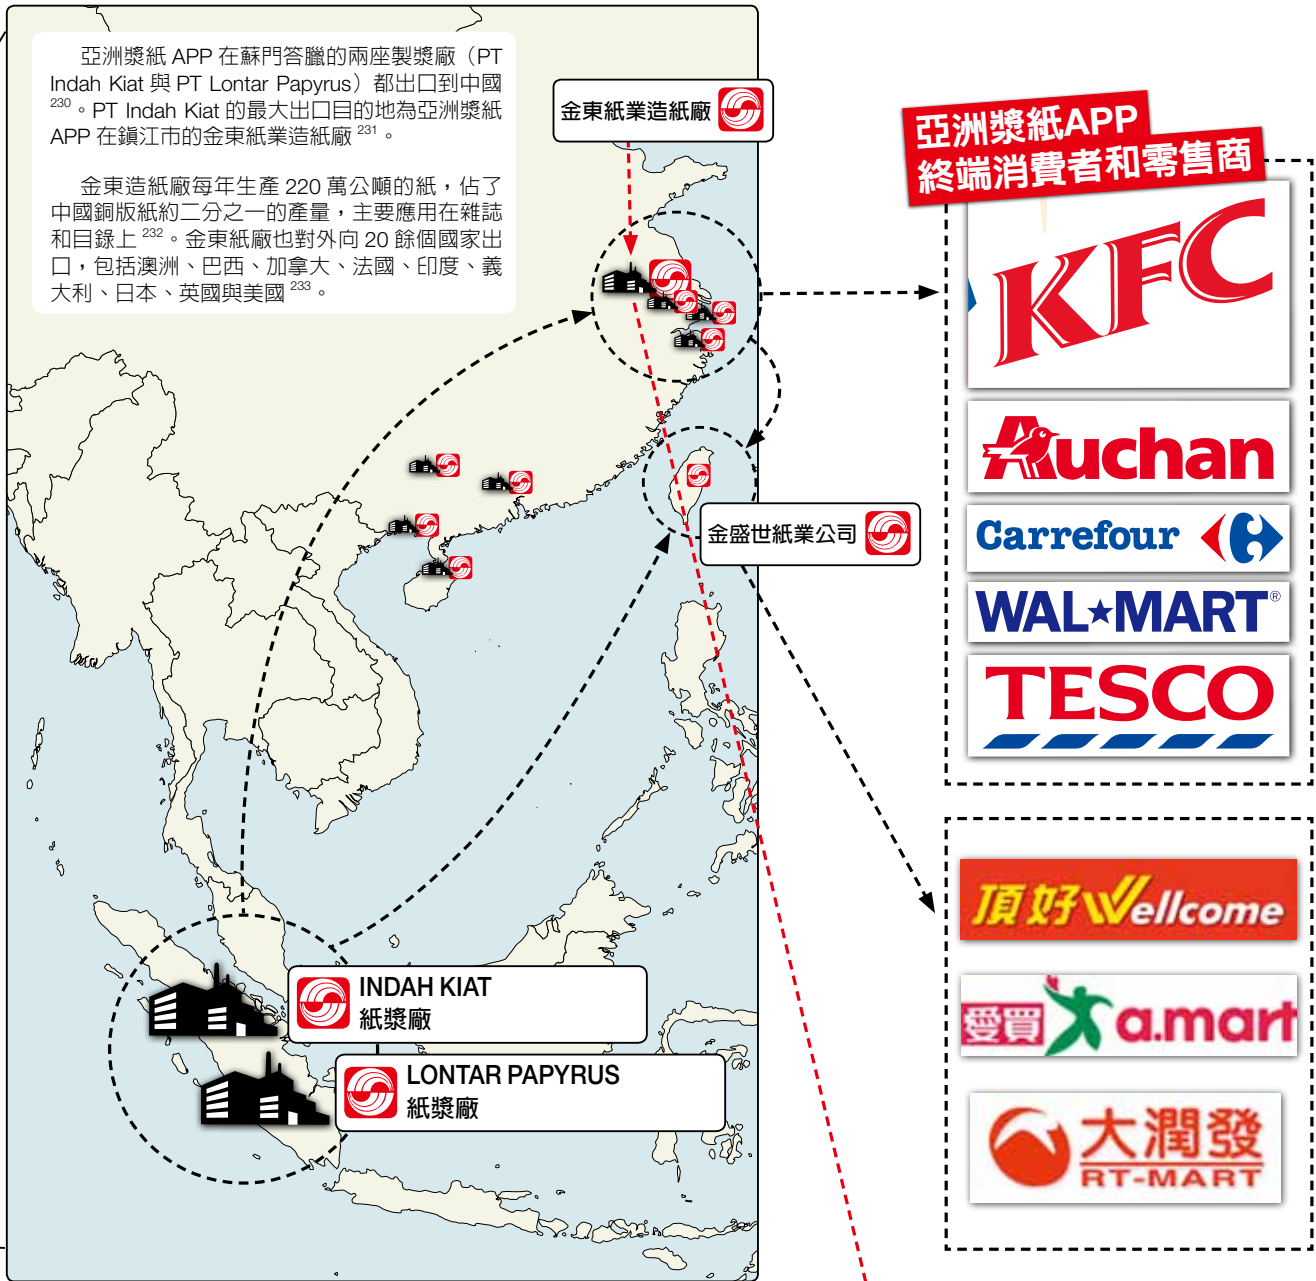 亞洲漿紙 APP 在蘇門答臘的兩座製漿廠（PT
Indah Kiat 與 PT Lontar Papyrus）都出口到中國
230。PT Indah Kiat 的最大出口目的地為亞洲漿紙
APP 在鎮江市的金東紙業造紙廠 231。
金東造紙廠每年生產 220 萬公噸的紙，佔了
中國銅版紙約二分之一的產量，主要應用在雜誌
和目錄上 232。金東紙廠也對外向 20 餘個國家出
口，包括澳洲、巴西、加拿大、法國、印度、義
大利、日本、英國與美國 233。
金東紙業造紙廠
亞洲漿紙APP
終端消費者和零售商
KFC
Auchan
Carrefour
WAL★MART®
TESCO
金盛世紙業公司
頂好Wellcome
愛買 a.mart
大潤發
RT-MART
INDAH KIAT
紙漿廠
LONTAR PAPYRUS
紙漿廠